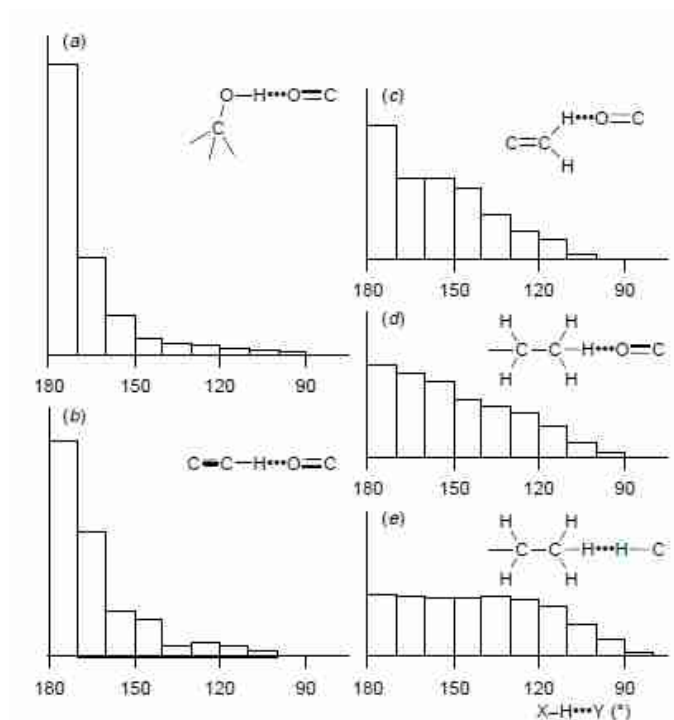 (a)
O—H•••O=C
C
180 150 120 90
(b)
C≡C—H•••O=C
180 150 120 90
(c)
H•••O=C
C=C
H
180 150 120 90
(d)
H H
C—C—H•••O=C
H H
180 150 120 90
(e)
H H
C—C—H•••H—C
H H
180 150 120 90
X–H•••Y (°)